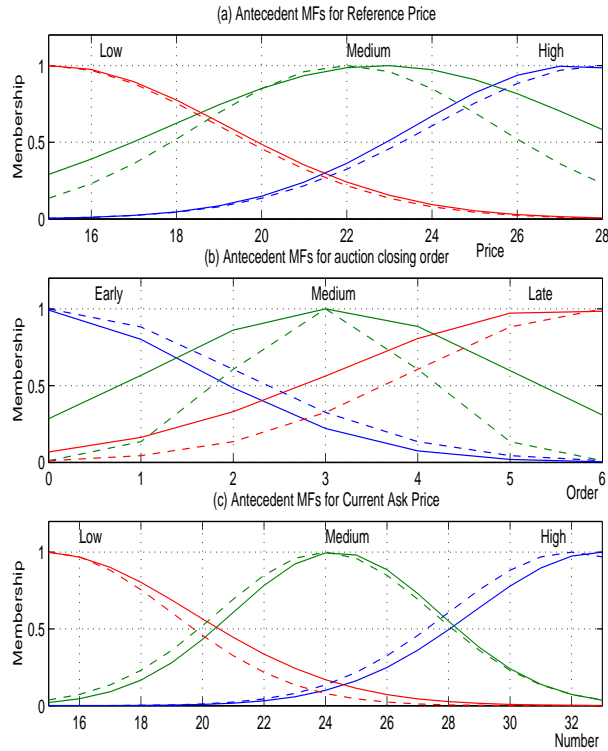 (a) Antecedent MFs for Reference Price
Low Medium High
1
0.5
0
Membership
16 18 20 22 24 26 28
Price
(b) Antecedent MFs for auction closing order
Early Medium Late
1
0.5
0
Membership
0 1 2 3 4 5 6
Order
(c) Antecedent MFs for Current Ask Price
Low Medium High
1
0.5
0
Membership
16 18 20 22 24 26 28 30 32
Number